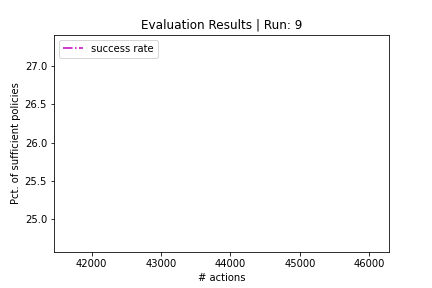 Evaluation Results | Run: 9
success rate
Pct. of sufficient policies
27.0
26.5
26.0
25.5
25.0
42000 43000 44000 45000 46000
# actions